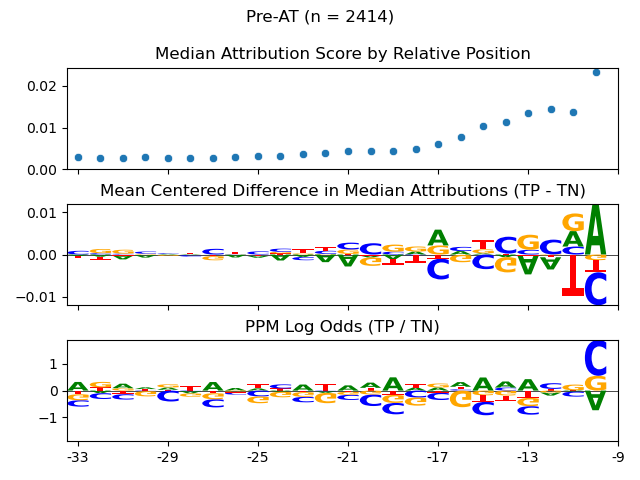 Pre-AT (n = 2414)
Median Attribution Score by Relative Position
0.02
0.01
0.00
Mean Centered Difference in Median Attributions (TP - TN)
0.01
0.00
−0.01
PPM Log Odds (TP / TN)
1
0
−1
-33 -29 -25 -21 -17 -13 -9